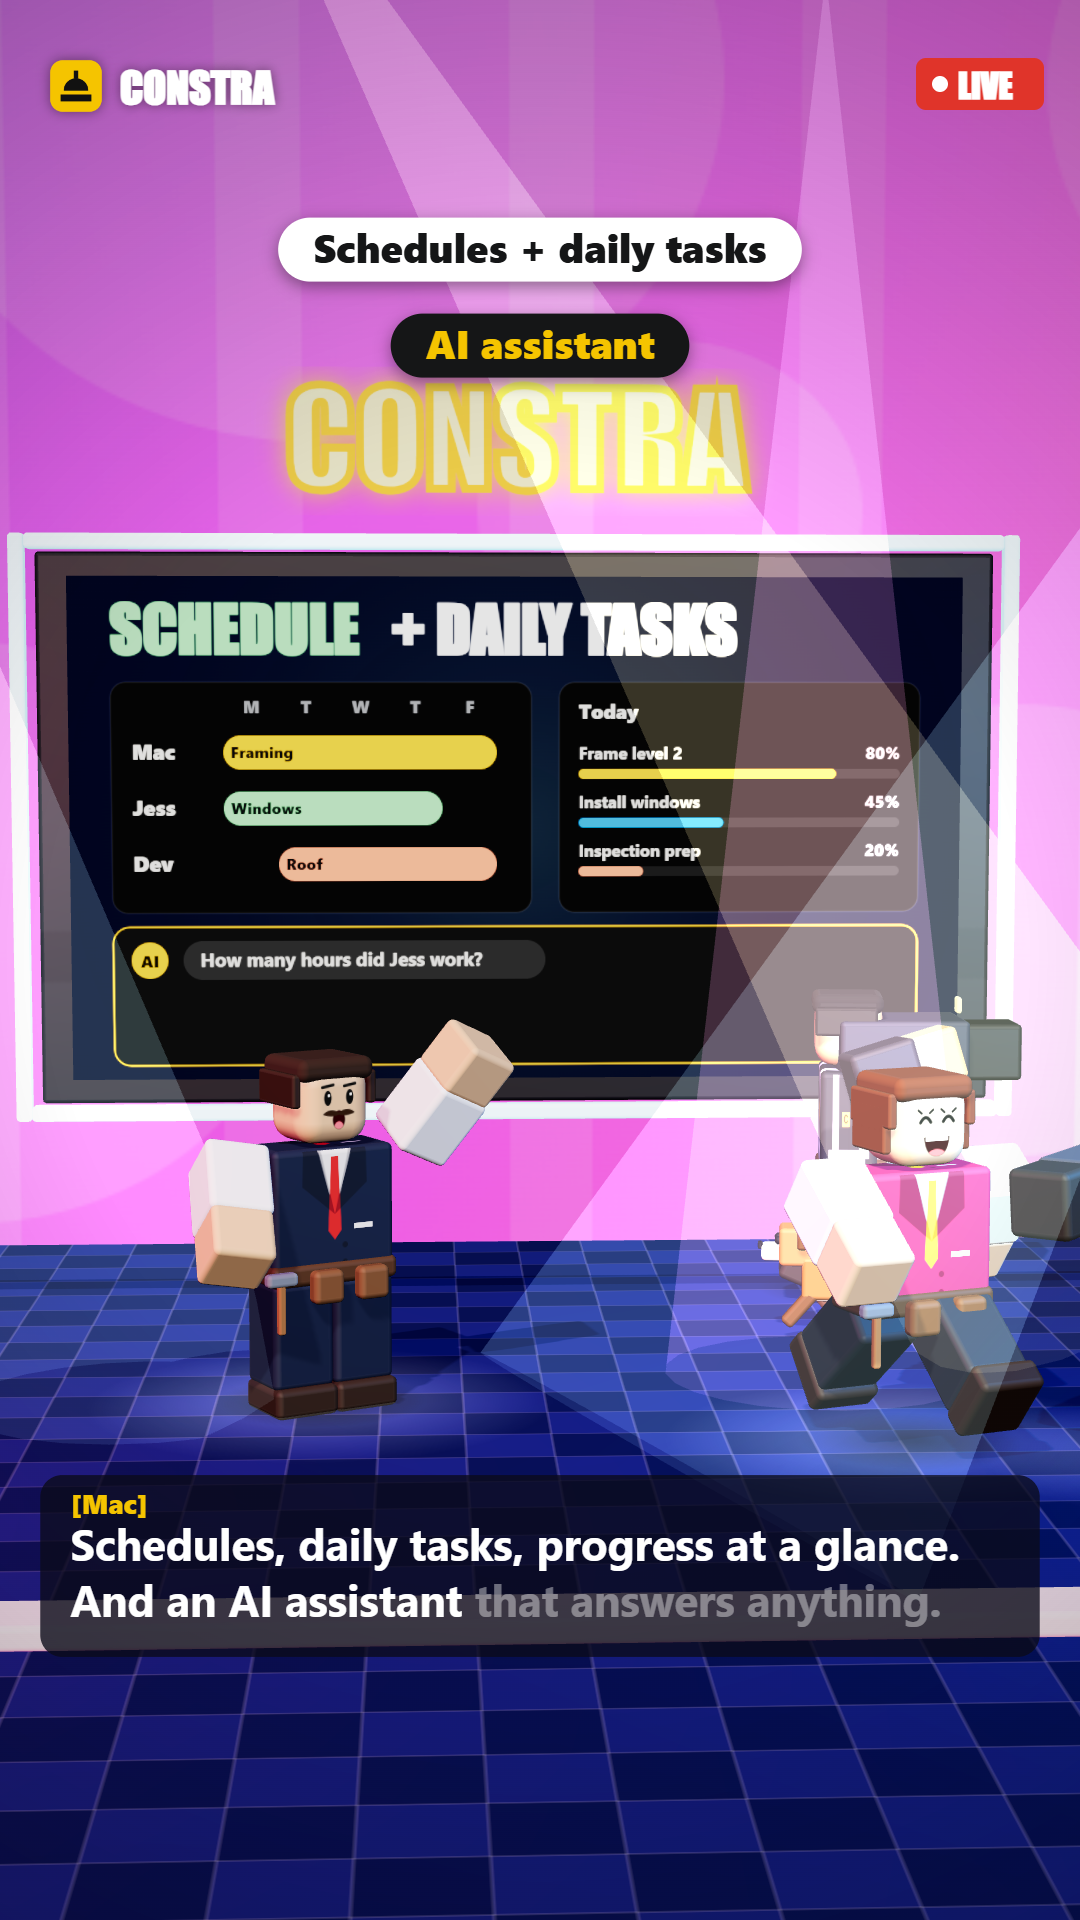 CONSTRA
LIVE
Schedules + daily tasks
AI assistant
CONSTRA
SCHEDULE + DAILY TASKS
M T W T F
Mac Framing
Jess Windows
Dev Roof
Today
Frame level 2 80%
Install windows 45%
Inspection prep 20%
AI How many hours did Jess work?
[Mac]
Schedules, daily tasks, progress at a glance.
And an AI assistant that answers anything.